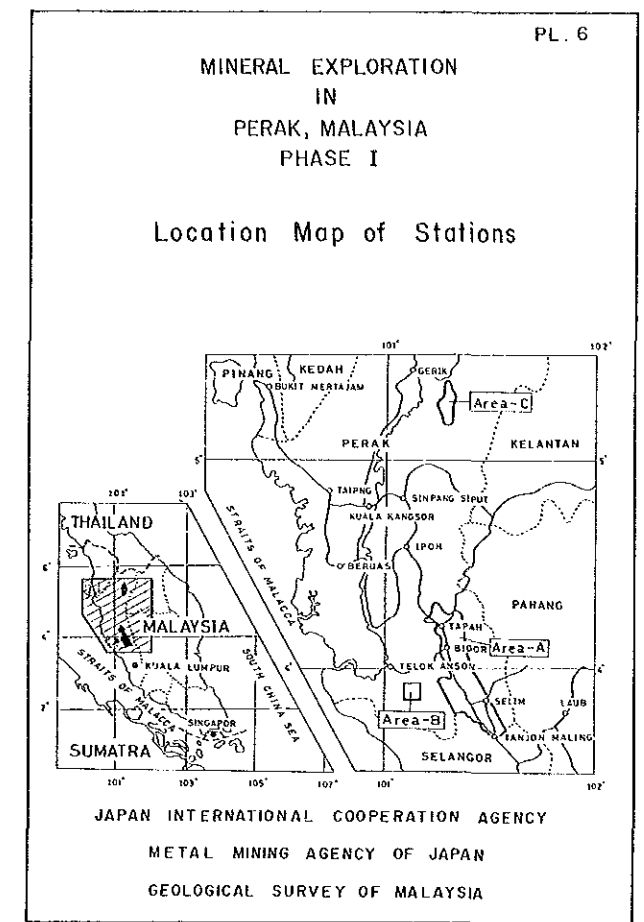 PL. 6
MINERAL EXPLORATION
IN
PERAK, MALAYSIA
PHASE I
Location Map of Stations
101°
102°
PINANG
KEDAH
BUKIT MERTAJAM
GERIK
Area-C
PERAK
KELANTAN
5°
5°
TAIPNG
SINPANG SIPUT
KUALA KANGSOR
STRAITS OF MALACCA
IPOH
BERUAS
PAHANG
TAPAH
BIDOR
Area-A
TELOK ANSON
4°
SELIM
LAUB
Area-B
TANJON MALING
SELANGOR
101°
102°
103°
THAILAND
6°
MALAYSIA
KUALA LUMPUR
STRAITS OF MALACCA
SOUTH CHINA SEA
SINGAPOR
SUMATRA
101°
103°
105°
107°
JAPAN INTERNATIONAL COOPERATION AGENCY
METAL MINING AGENCY OF JAPAN
GEOLOGICAL SURVEY OF MALAYSIA